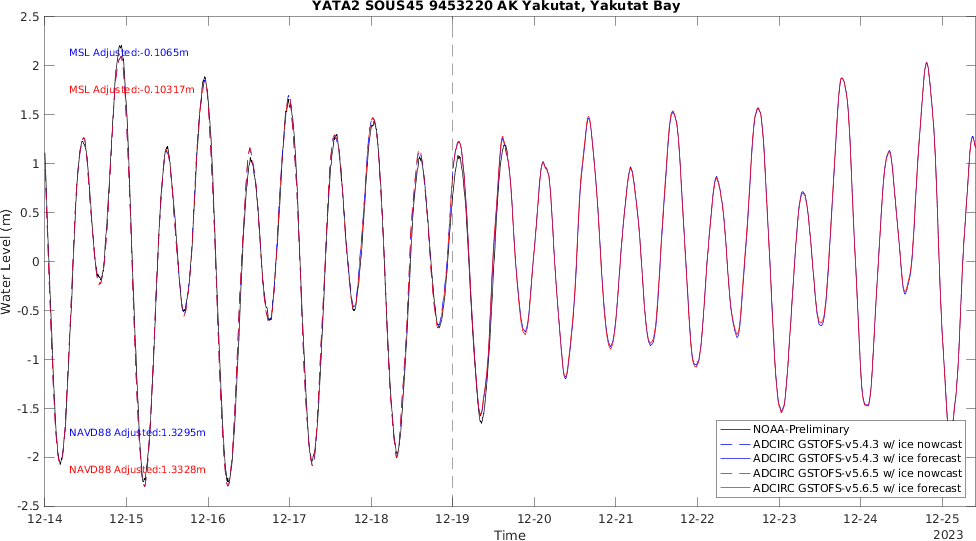 YATA2 SOUS45 9453220 AK Yakutat, Yakutat Bay
2.5
2
1.5
1
0.5
0
-0.5
-1
-1.5
-2
-2.5
Water Level (m)
MSL Adjusted:-0.1065m
MSL Adjusted:-0.10317m
NAVD88 Adjusted:1.3295m
NAVD88 Adjusted:1.3328m
NOAA-Preliminary
ADCIRC GSTOFS-v5.4.3 w/ ice nowcast
ADCIRC GSTOFS-v5.4.3 w/ ice forecast
ADCIRC GSTOFS-v5.6.5 w/ ice nowcast
ADCIRC GSTOFS-v5.6.5 w/ ice forecast
12-14 12-15 12-16 12-17 12-18 12-19 12-20 12-21 12-22 12-23 12-24 12-25
Time
2023